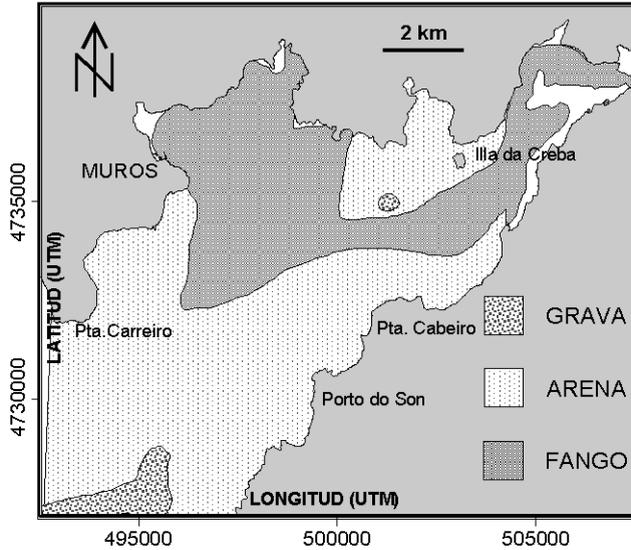 N
2 km
MUROS
Illa da Creba
4735000
LATITUD (UTM)
Pta.Carreiro
Pta. Cabeiro
GRAVA
4730000
Porto do Son
ARENA
FANGO
LONGITUD (UTM)
495000
500000
505000